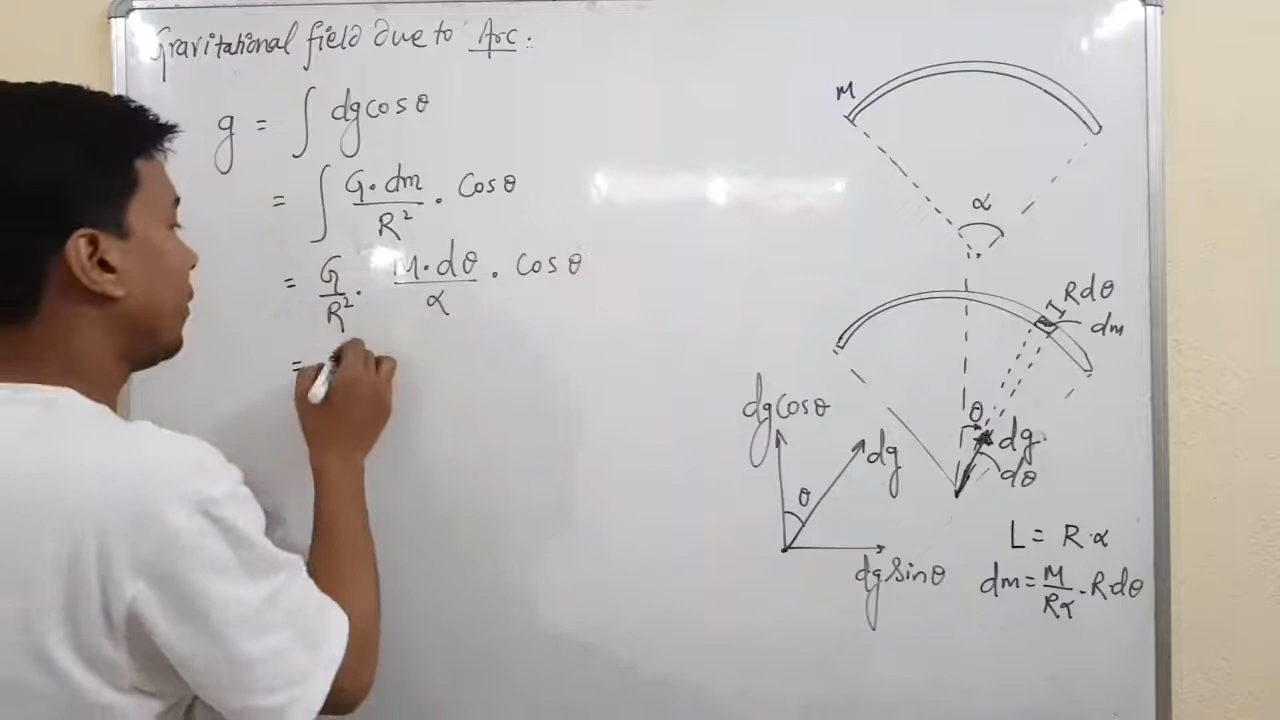 Gravitational field due to Arc:
g = ∫ dg cos θ
= ∫ G·dm / R² · Cos θ
= G / R² · M·dθ / α · Cos θ
=
M
α
Rdθ
dm
θ
dg
dθ
dg cos θ
dg
θ
dg sin θ
L = R·α
dm = M / Rα · Rdθ